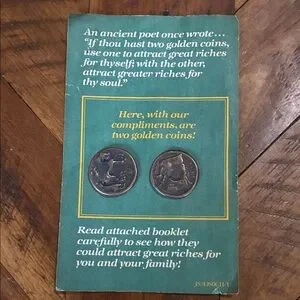 An ancient poet once wrote...
"If thou hast two golden coins,
use one to attract great riches
for thyself; with the other,
attract greater riches for
thy soul."
Here, with our
compliments, are
two golden coins!
Read attached booklet
carefully to see how they
could attract great riches for
you and your family!